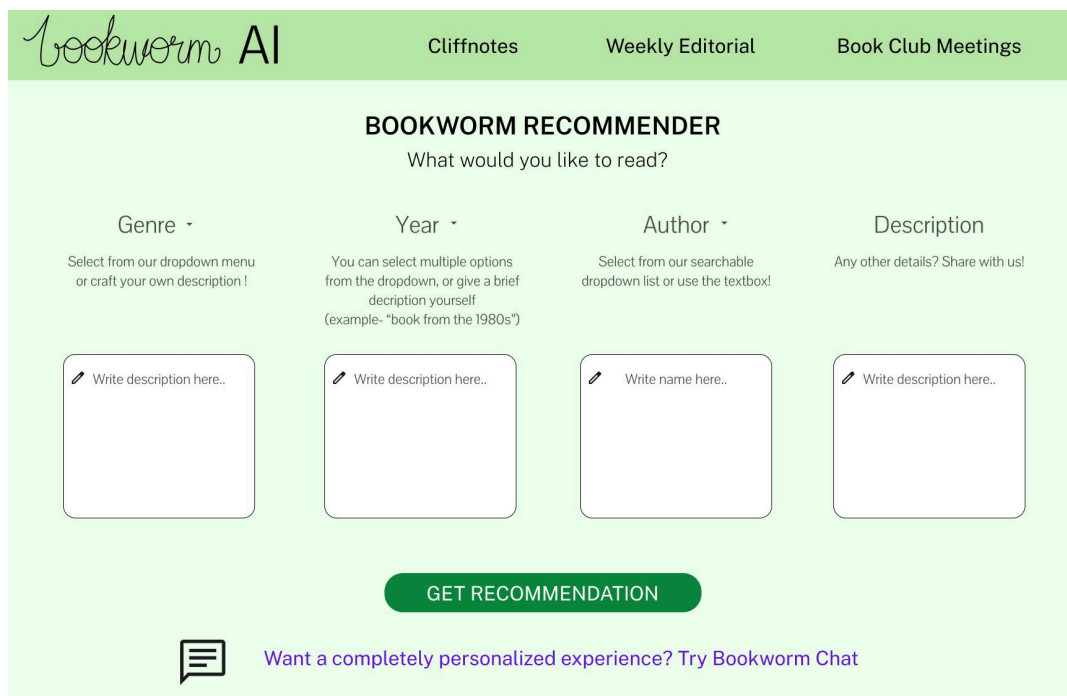 bookworm AI
Cliffnotes
Weekly Editorial
Book Club Meetings
BOOKWORM RECOMMENDER
What would you like to read?
Genre
Select from our dropdown menu
or craft your own description !
Write description here..
Year
You can select multiple options
from the dropdown, or give a brief
decription yourself
(example- “book from the 1980s”)
Write description here..
Author
Select from our searchable
dropdown list or use the textbox!
Write name here..
Description
Any other details? Share with us!
Write description here..
GET RECOMMENDATION
Want a completely personalized experience? Try Bookworm Chat